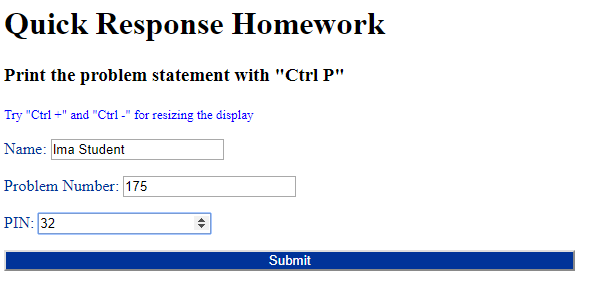 Quick Response Homework
Print the problem statement with "Ctrl P"
Try "Ctrl +" and "Ctrl -" for resizing the display
Name: Ima Student
Problem Number: 175
PIN: 32
Submit